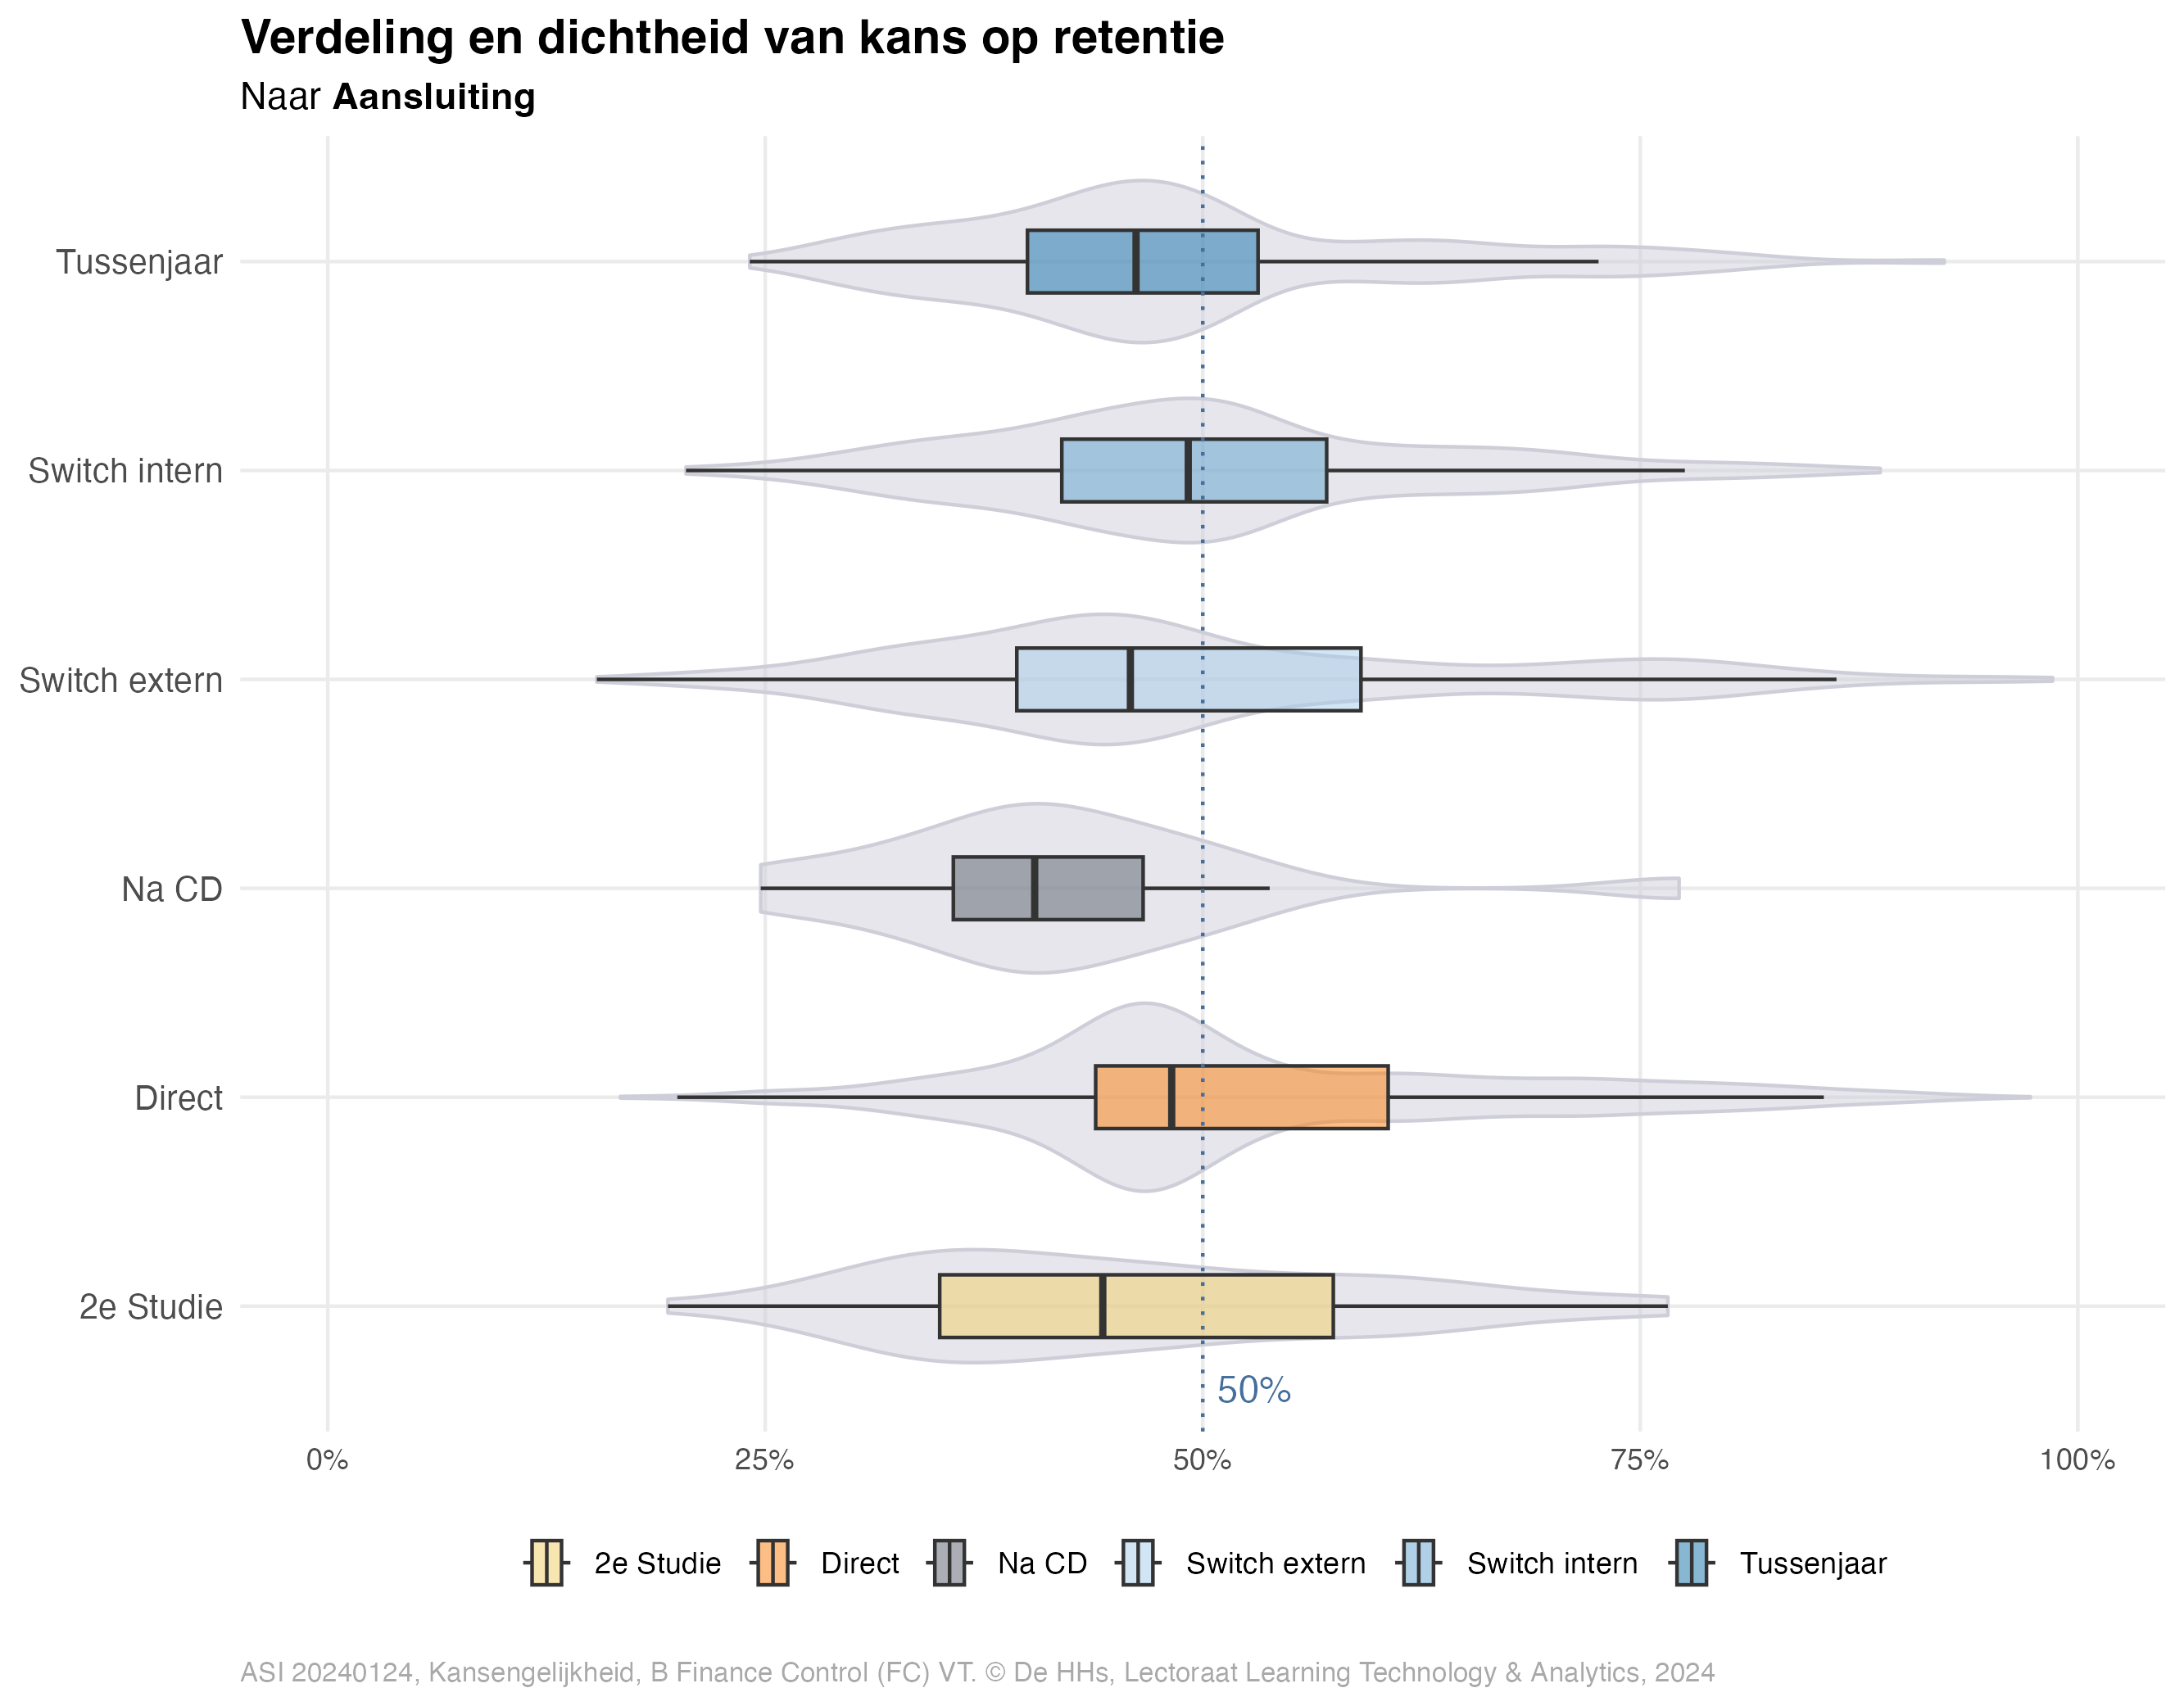 Verdeling en dichtheid van kans op retentie
Naar Aansluiting
Tussenjaar
Switch intern
Switch extern
Na CD
Direct
2e Studie
50%
0% 25% 50% 75% 100%
2e Studie Direct Na CD Switch extern Switch intern Tussenjaar
ASI 20240124, Kansengelijkheid, B Finance Control (FC) VT. © De HHs, Lectoraat Learning Technology & Analytics, 2024